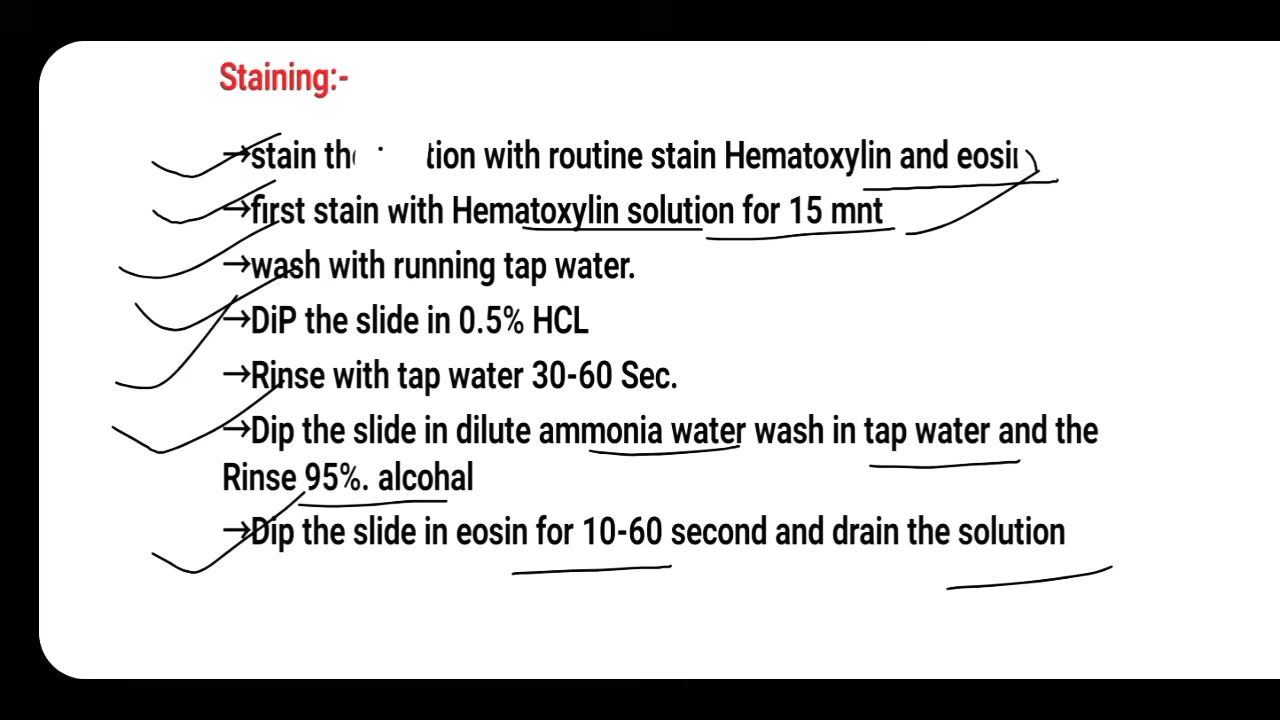 Staining:-
→stain with routine stain Hematoxylin and
→first stain with Hematoxylin solution for 15 mnt
→wash with running tap water.
→DiP the slide in 0.5% HCL
→Rinse with tap water 30-60 Sec.
→Dip the slide in dilute ammonia water wash in tap water and the
Rinse 95%. alcohal
→Dip the slide in eosin for 10-60 second and drain the solution